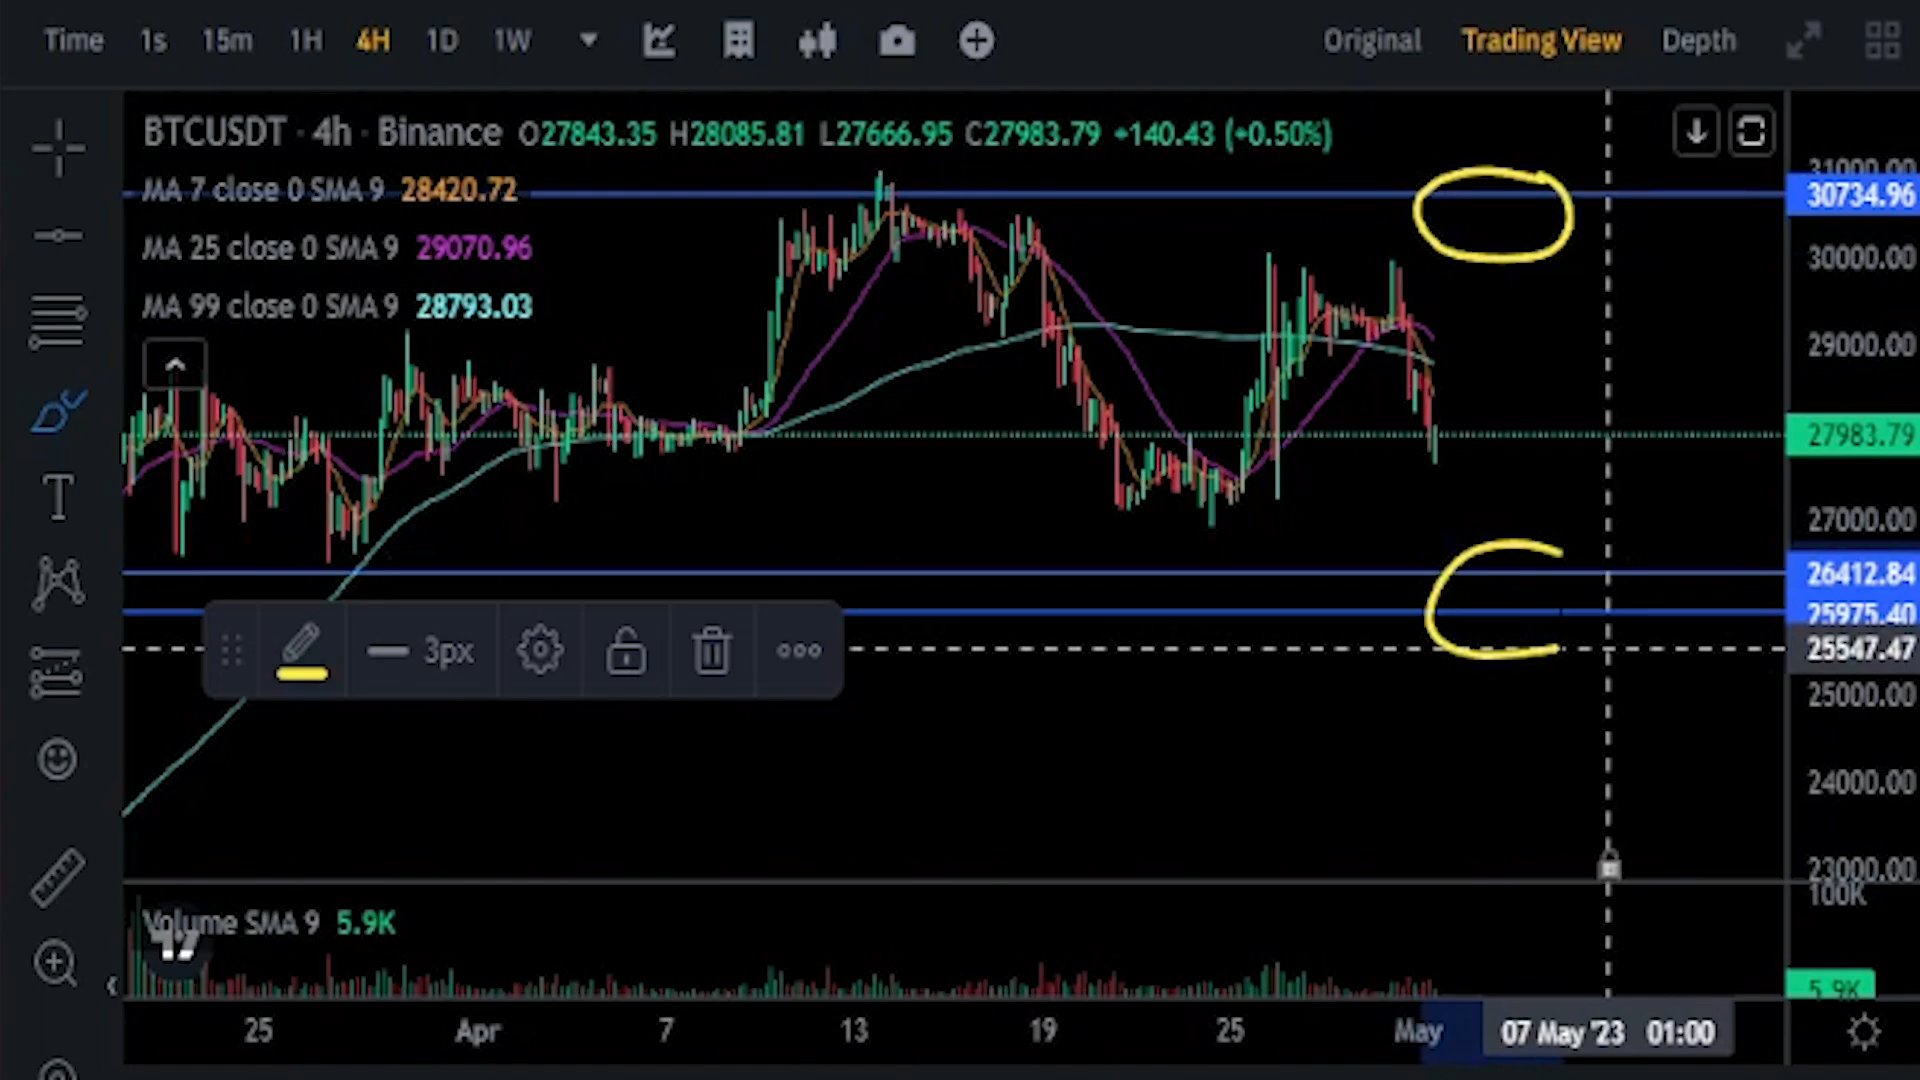 Time 1s 15m 1H 4H 1D 1W Original Trading View Depth
BTCUSDT · 4h · Binance O27843.35 H28085.81 L27666.95 C27983.79 +140.43 (+0.50%)
31000.00
MA 7 close 0 SMA 9 28420.72
30734.96
MA 25 close 0 SMA 9 29070.96
30000.00
MA 99 close 0 SMA 9 28793.03
29000.00
27983.79
T
27000.00
26412.84
25975.40
3px
25547.47
25000.00
24000.00
23000.00
100K
Volume SMA 9 5.9K
5.9K
25 Apr 7 13 19 25 May 07 May '23 01:00